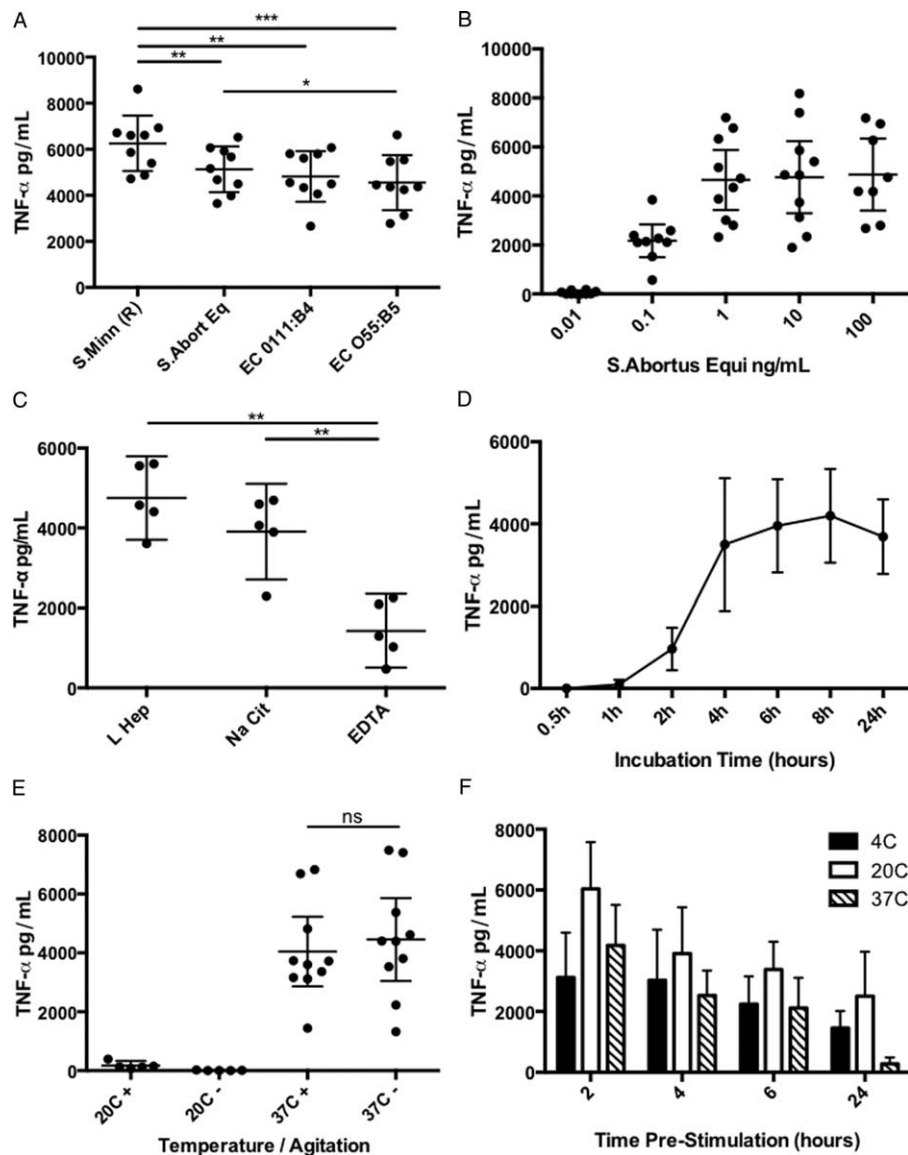 A
***
**
**
*
10000
8000
6000
4000
2000
0
TNF-α pg/mL
S.Minn (R)
S.Abort Eq
EC 0111:B4
EC O55:B5
B
10000
8000
6000
4000
2000
0
TNF-α pg/mL
0.01
0.1
1
10
100
S.Abortus Equi ng/mL
C
**
**
6000
4000
2000
0
TNF-α pg/mL
L Hep
Na Cit
EDTA
D
6000
4000
2000
0
TNF-α pg/mL
0.5h
1h
2h
4h
6h
8h
24h
Incubation Time (hours)
E
ns
8000
6000
4000
2000
0
TNF-α pg/mL
20C +
20C -
37C +
37C -
Temperature / Agitation
F
8000
6000
4000
2000
0
TNF-α pg/mL
4C
20C
37C
2
4
6
24
Time Pre-Stimulation (hours)